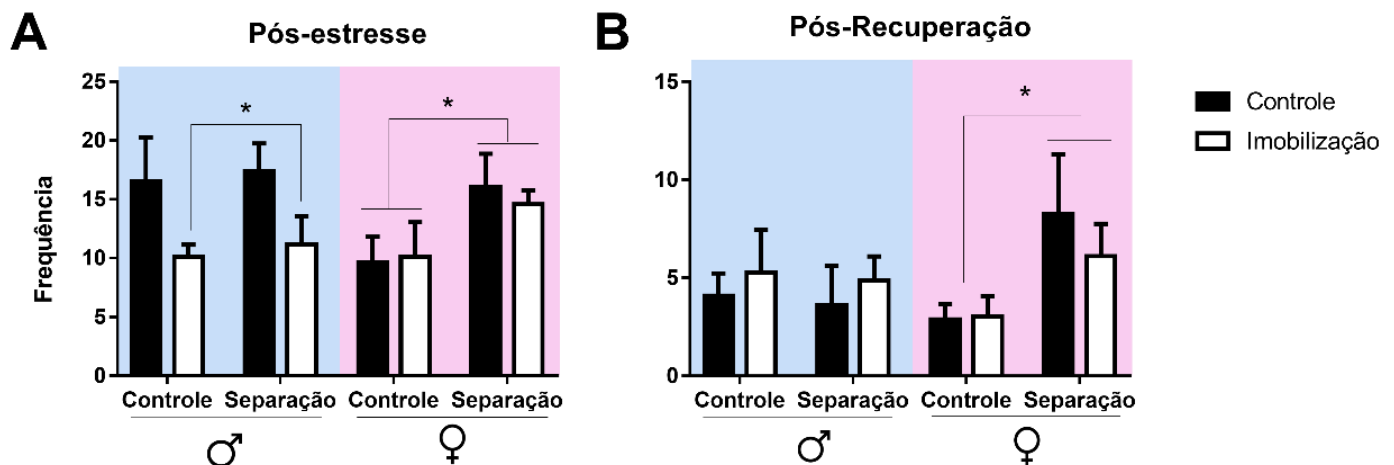 A
Pós-estresse
25
20
15
10
5
0
Frequência
*
*
Controle Separação Controle Separação
♂ ♀
B
Pós-Recuperação
15
10
5
0
*
Controle Separação Controle Separação
♂ ♀
Controle
Imobilização